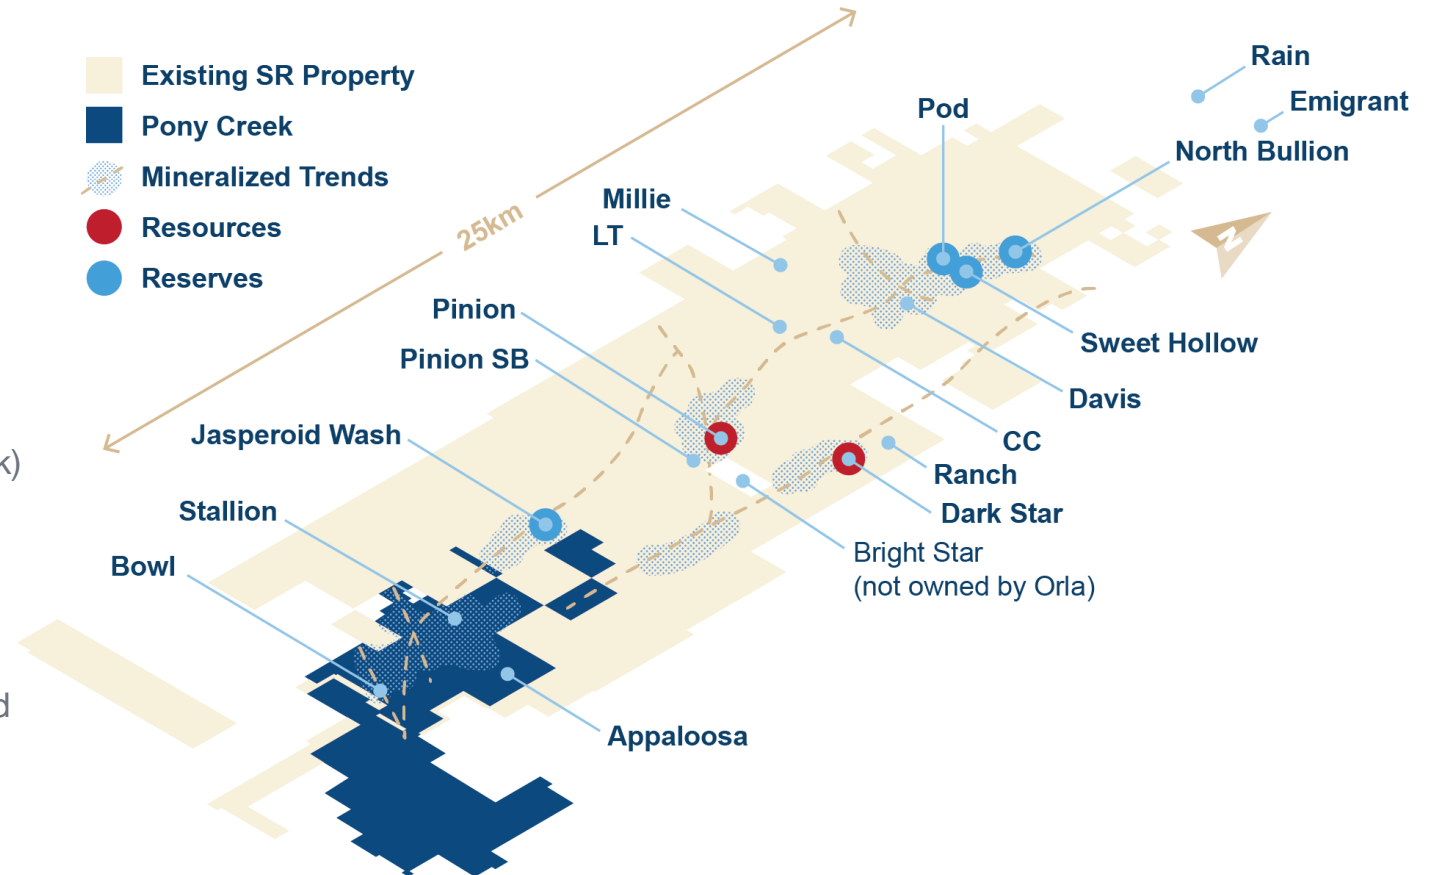 Existing SR Property
Pony Creek
Mineralized Trends
Resources
Reserves
25km
Rain
Emigrant
Pod
North Bullion
Millie
LT
N
Pinion
Sweet Hollow
Pinion SB
Davis
Jasperoid Wash
CC
k)
Ranch
Stallion
Dark Star
Bright Star
(not owned by Orla)
Bowl
d
Appaloosa